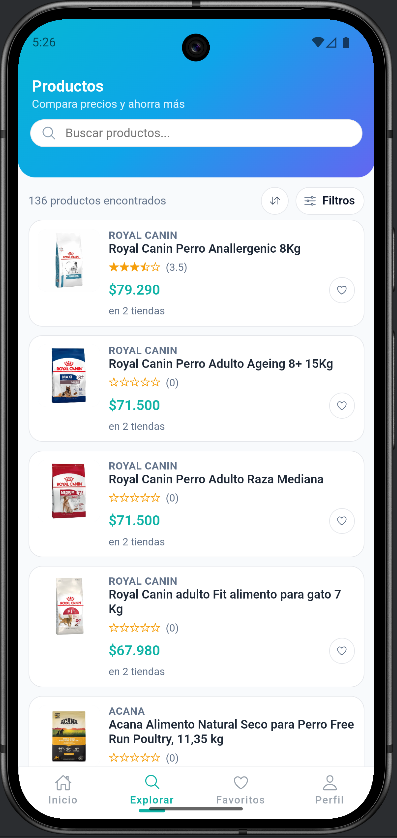 5:26
Productos
Compara precios y ahorra más
Buscar productos...
136 productos encontrados
Filtros
ROYAL CANIN
Royal Canin Perro Anallergenic 8Kg
(3.5)
$79.290
en 2 tiendas
ROYAL CANIN
Royal Canin Perro Adulto Ageing 8+ 15Kg
(0)
$71.500
en 2 tiendas
ROYAL CANIN
Royal Canin Perro Adulto Raza Mediana
(0)
$71.500
en 2 tiendas
ROYAL CANIN
Royal Canin adulto Fit alimento para gato 7
Kg
(0)
$67.980
en 2 tiendas
ACANA
ACANA
Acana Alimento Natural Seco para Perro Free
Run Poultry, 11,35 kg
(0)
Inicio
Explorar
Favoritos
Perfil